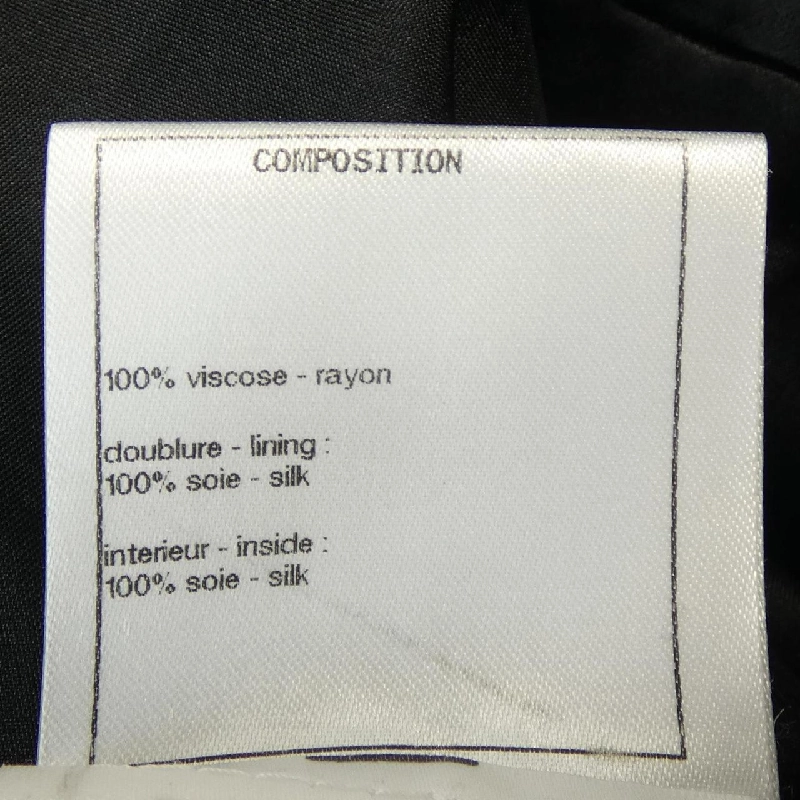 COMPOSITION
100% viscose - rayon
doublure - lining :
100% soie - silk
interieur - inside :
100% soie - silk